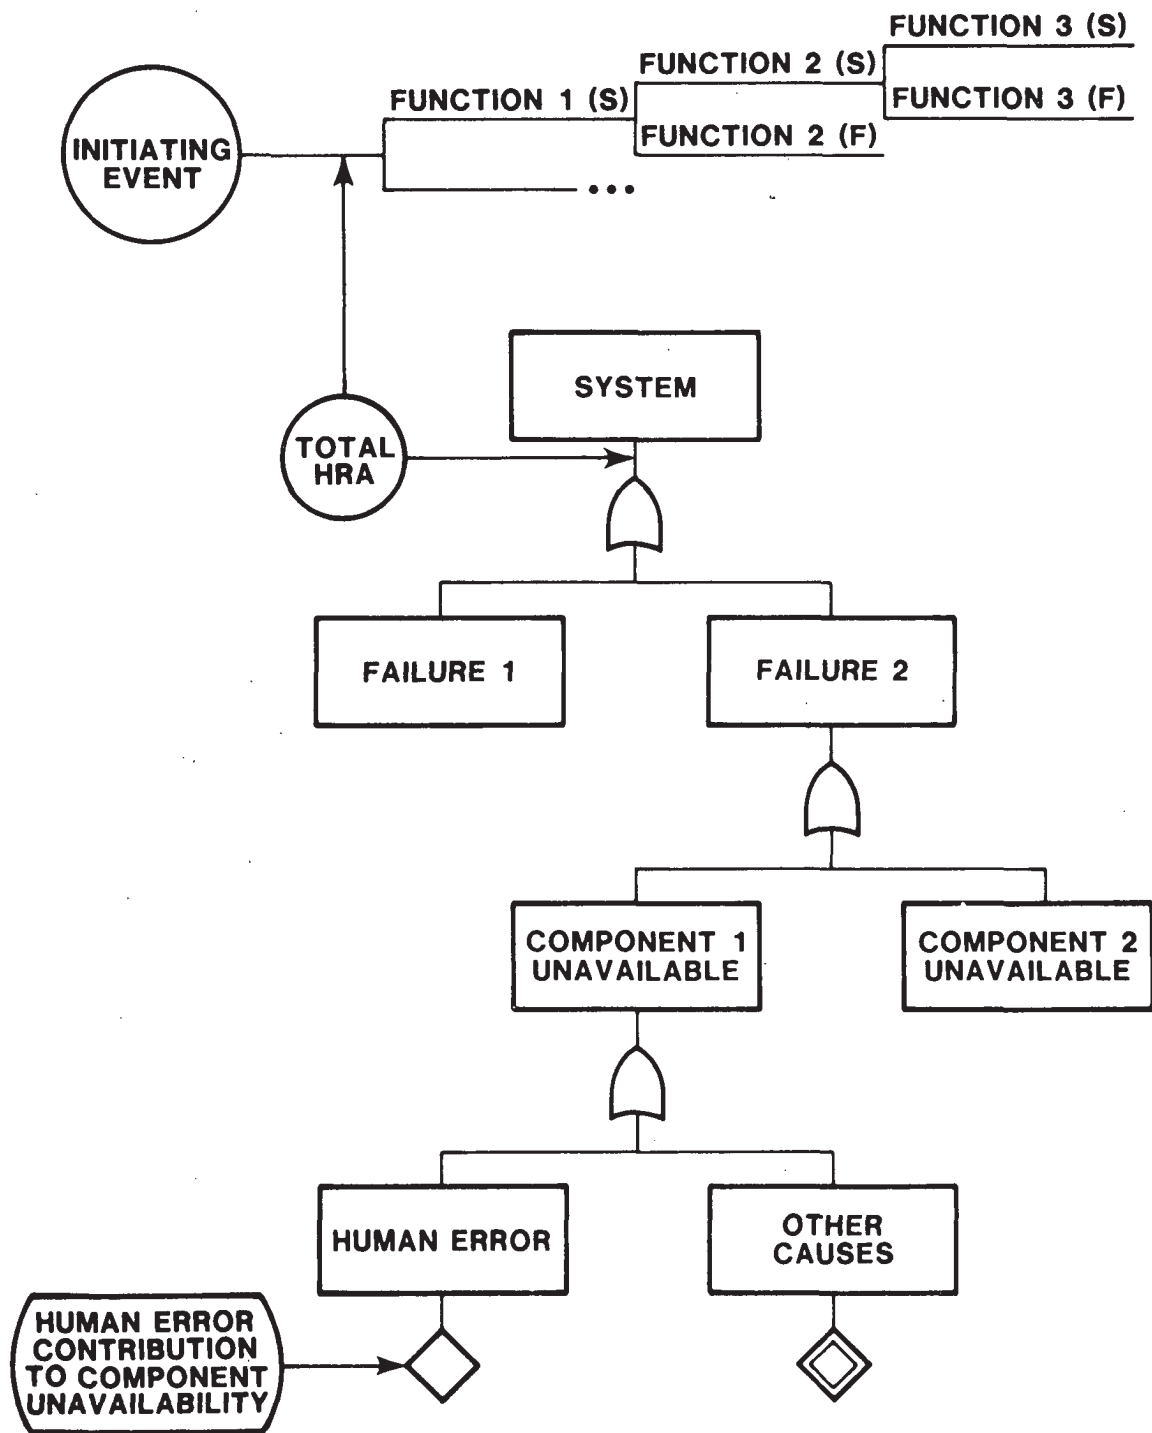 FUNCTION 3 (S)
FUNCTION 2 (S)
FUNCTION 1 (S)
FUNCTION 3 (F)
INITIATING
EVENT
FUNCTION 2 (F)
•••
SYSTEM
TOTAL
HRA
FAILURE 1
FAILURE 2
COMPONENT 1
UNAVAILABLE
COMPONENT 2
UNAVAILABLE
HUMAN ERROR
OTHER
CAUSES
HUMAN ERROR
CONTRIBUTION
TO COMPONENT
UNAVAILABILITY